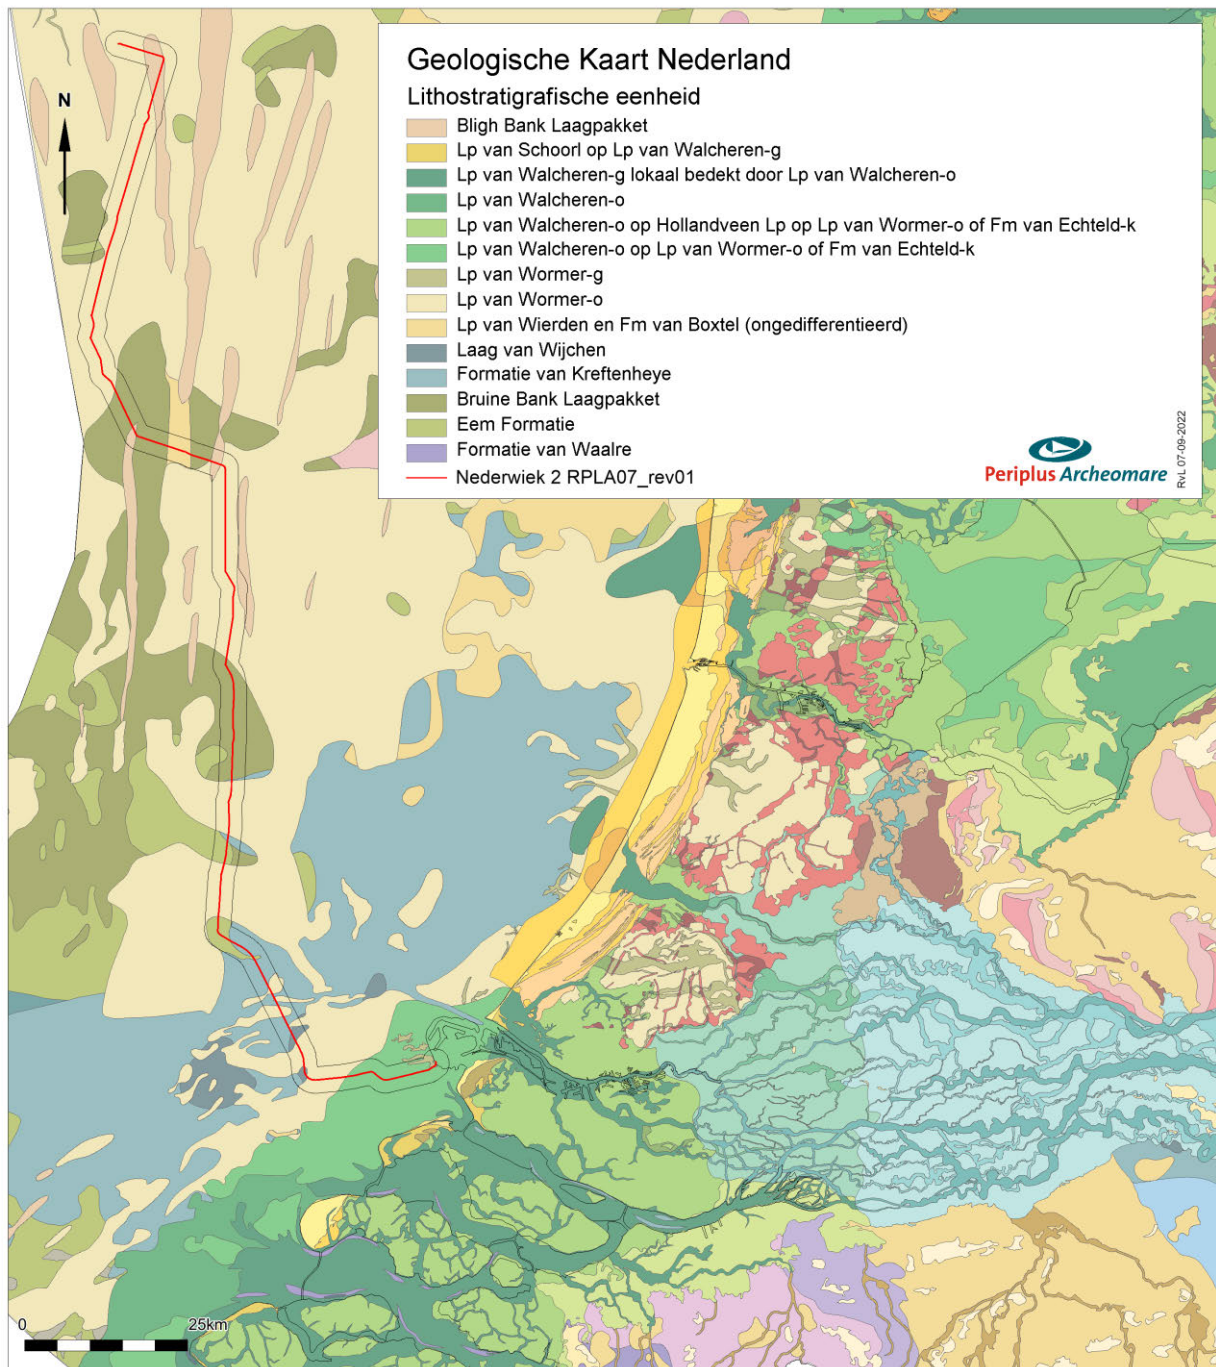 Geologische Kaart Nederland
Lithostratigrafische eenheid
Bligh Bank Laagpakket
Lp van Schoorl op Lp van Walcheren-g
Lp van Walcheren-g lokaal bedekt door Lp van Walcheren-o
Lp van Walcheren-o
Lp van Walcheren-o op Hollandveen Lp op Lp van Wormer-o of Fm van Echteld-k
Lp van Walcheren-o op Lp van Wormer-o of Fm van Echteld-k
Lp van Wormer-g
Lp van Wormer-o
Lp van Wierden en Fm van Boxtel (ongedifferentieerd)
Laag van Wijchen
Formatie van Kreftenheye
Bruine Bank Laagpakket
Eem Formatie
Formatie van Waalre
Nederwiek 2 RPLA07_rev01
Periplus Archeomare
RvL 07-09-2022
N
0 25km